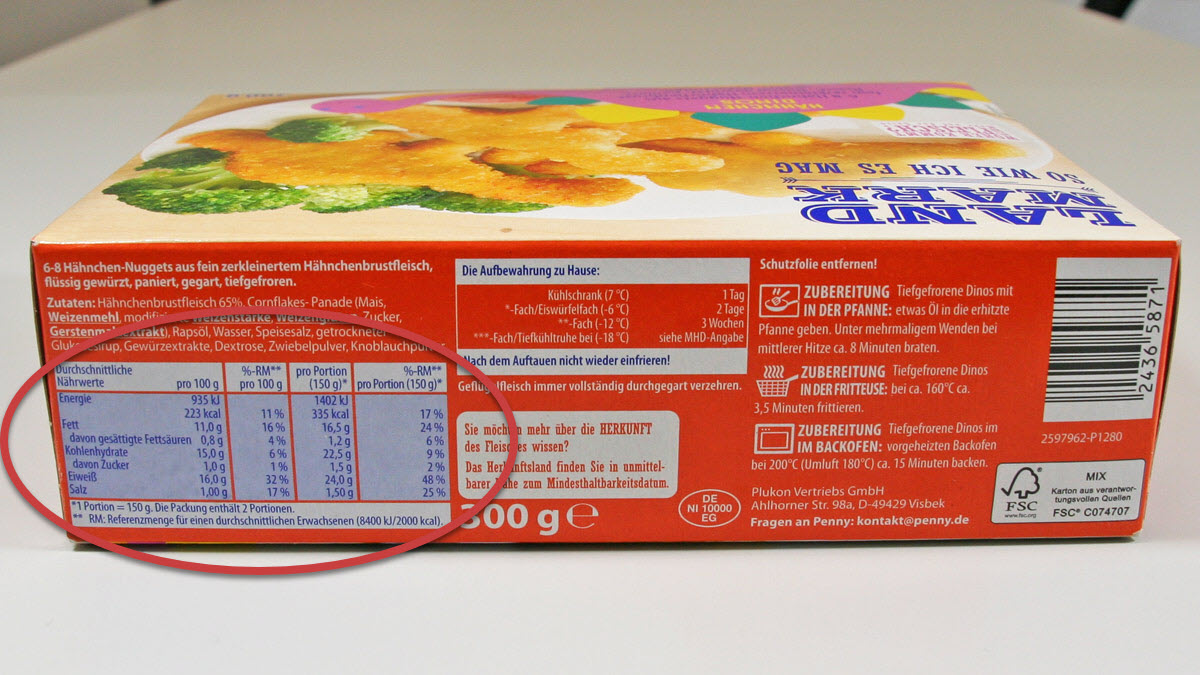 HÄHNCHEN
DINOS
SO WIE ICH ES MAG
LAND
MARK
6-8 Hähnchen-Nuggets aus fein zerkleinertem Hähnchenbrustfleisch,
flüssig gewürzt, paniert, gegart, tiefgefroren.
Zutaten: Hähnchenbrustfleisch 65%, Cornflakes- Panade (Mais,
Weizenmehl, Weizenstärke, Zucker,
Rapsöl, Wasser, Speisesalz, getrockneter
Gewürzextrakte, Dextrose, Zwiebelpulver,
Durchschnittliche Nährwerte pro 100 g %-RM** pro 100 g pro Portion (150 g)* %-RM** pro Portion (150 g)*
Energie 935 kJ 1402 kJ
223 kcal 11 % 335 kcal 17 %
Fett 11,0 g 16 % 16,5 g 24 %
davon gesättigte Fettsäuren 0,8 g 4 % 1,2 g 6 %
Kohlenhydrate 15,0 g 6 % 22,5 g 9 %
davon Zucker 1,0 g 1 % 1,5 g 2 %
Eiweiß 16,0 g 32 % 24,0 g 48 %
Salz 1,00 g 17 % 1,50 g 25 %
*1 Portion = 150 g. Die Packung enthält 2 Portionen.
** RM: Referenzmenge für einen durchschnittlichen Erwachsenen (8400 kJ/2000 kcal).
Die Aufbewahrung zu Hause:
Kühlschrank (7 °C) 1 Tag
*-Fach/Eiswürfelfach (-6 °C) 2 Tage
**-Fach (-12 °C) 3 Wochen
***-Fach/Tiefkühltruhe bei (-18 °C) siehe MHD-Angabe
Nach dem Auftauen nicht wieder einfrieren!
Geflügelfleisch immer vollständig durchgegart verzehren.
Sie möchten mehr über die HERKUNFT
des Fleisches wissen?
Das Herkunftsland finden Sie in unmittel-
barer Nähe zum Mindesthaltbarkeitsdatum.
300 g e
DE
NI 10000
EG
Schutzfolie entfernen!
ZUBEREITUNG Tiefgefrorene Dinos mit
IN DER PFANNE: etwas Öl in die erhitzte
Pfanne geben. Unter mehrmaligem Wenden bei
mittlerer Hitze ca. 8 Minuten braten.
ZUBEREITUNG Tiefgefrorene Dinos
IN DER FRITTEUSE: bei ca. 160°C ca.
3,5 Minuten frittieren.
ZUBEREITUNG Tiefgefrorene Dinos im
IM BACKOFEN: vorgeheizten Backofen
bei 200°C (Umluft 180°C) ca. 15 Minuten backen.
Plukon Vertriebs GmbH
Ahlhorner Str. 98a, D-49429 Visbek
Fragen an Penny: kontakt@penny.de
24365871
2597962-P1280
FSC
www.fsc.org
MIX
Karton aus verantwor-
tungsvollen Quellen
FSC® C074707